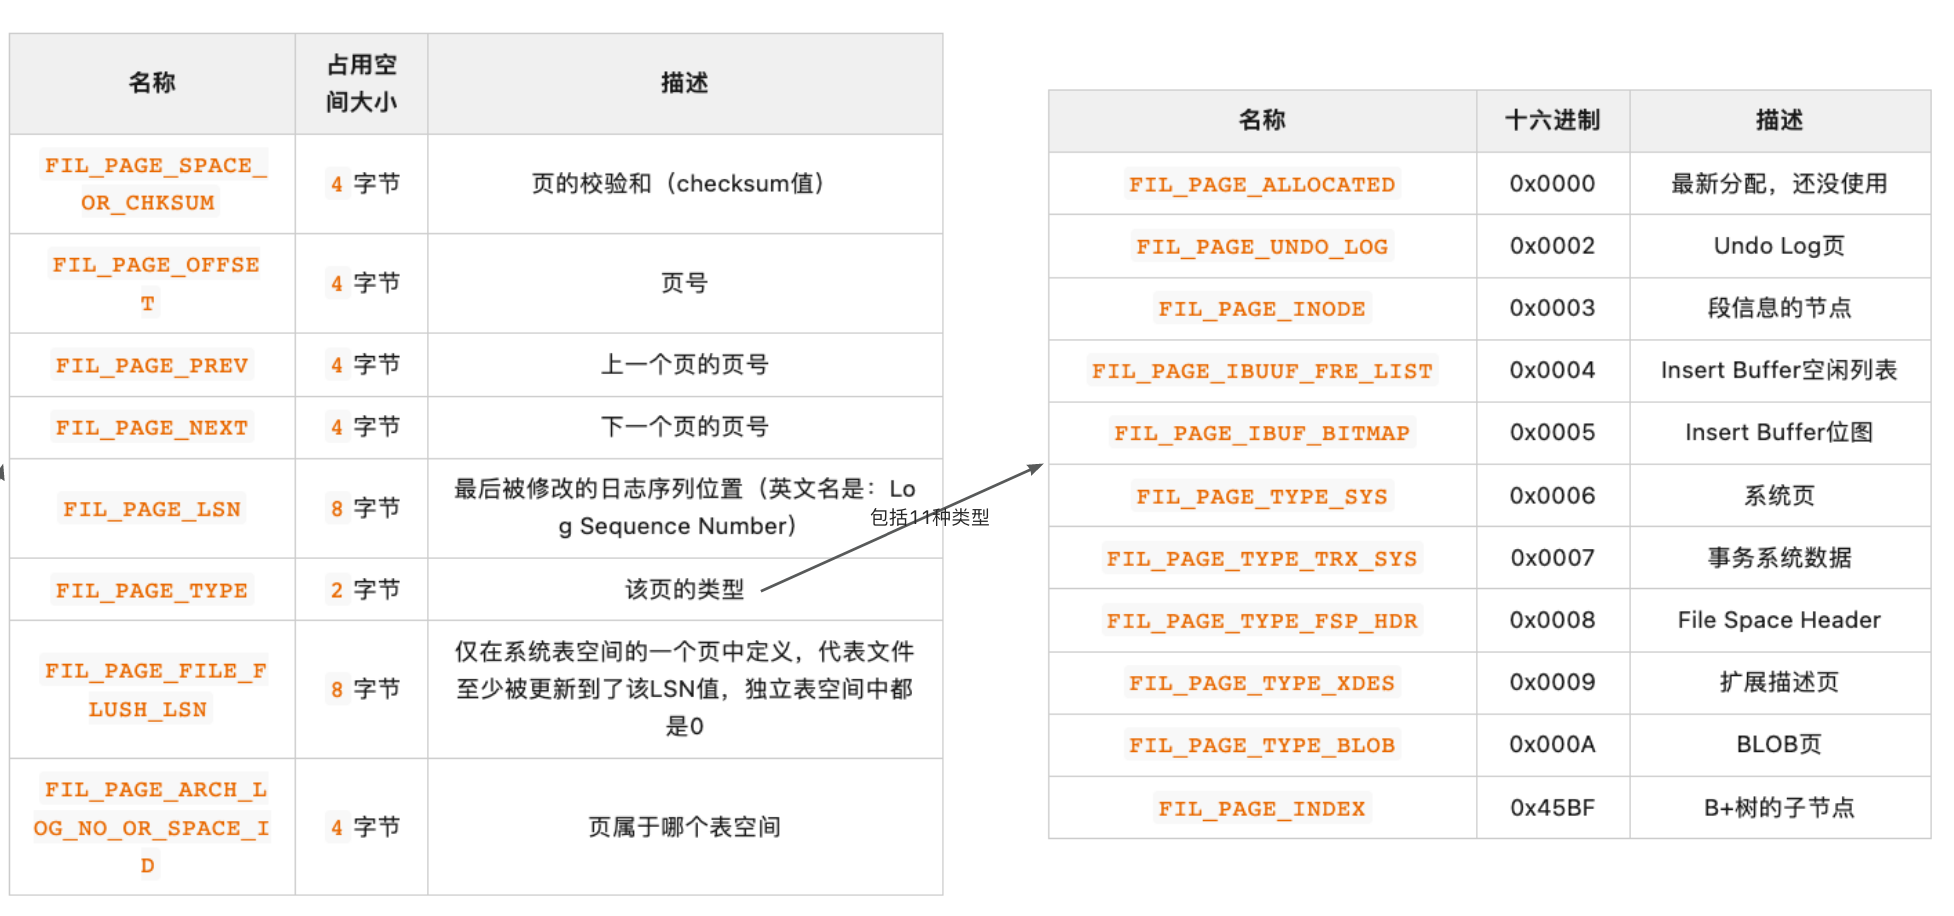 名称 占用空间大小 描述
FIL_PAGE_SPACE_OR_CHKSUM 4 字节 页的校验和（checksum值）
FIL_PAGE_OFFSET 4 字节 页号
FIL_PAGE_PREV 4 字节 上一个页的页号
FIL_PAGE_NEXT 4 字节 下一个页的页号
FIL_PAGE_LSN 8 字节 最后被修改的日志序列位置（英文名是：Log Sequence Number）
FIL_PAGE_TYPE 2 字节 该页的类型
FIL_PAGE_FILE_FLUSH_LSN 8 字节 仅在系统表空间的一个页中定义，代表文件至少被更新到了该LSN值，独立表空间中都是0
FIL_PAGE_ARCH_LOG_NO_OR_SPACE_ID 4 字节 页属于哪个表空间
包括11种类型
名称 十六进制 描述
FIL_PAGE_ALLOCATED 0x0000 最新分配，还没使用
FIL_PAGE_UNDO_LOG 0x0002 Undo Log页
FIL_PAGE_INODE 0x0003 段信息的节点
FIL_PAGE_IBUUF_FRE_LIST 0x0004 Insert Buffer空闲列表
FIL_PAGE_IBUF_BITMAP 0x0005 Insert Buffer位图
FIL_PAGE_TYPE_SYS 0x0006 系统页
FIL_PAGE_TYPE_TRX_SYS 0x0007 事务系统数据
FIL_PAGE_TYPE_FSP_HDR 0x0008 File Space Header
FIL_PAGE_TYPE_XDES 0x0009 扩展描述页
FIL_PAGE_TYPE_BLOB 0x000A BLOB页
FIL_PAGE_INDEX 0x45BF B+树的子节点